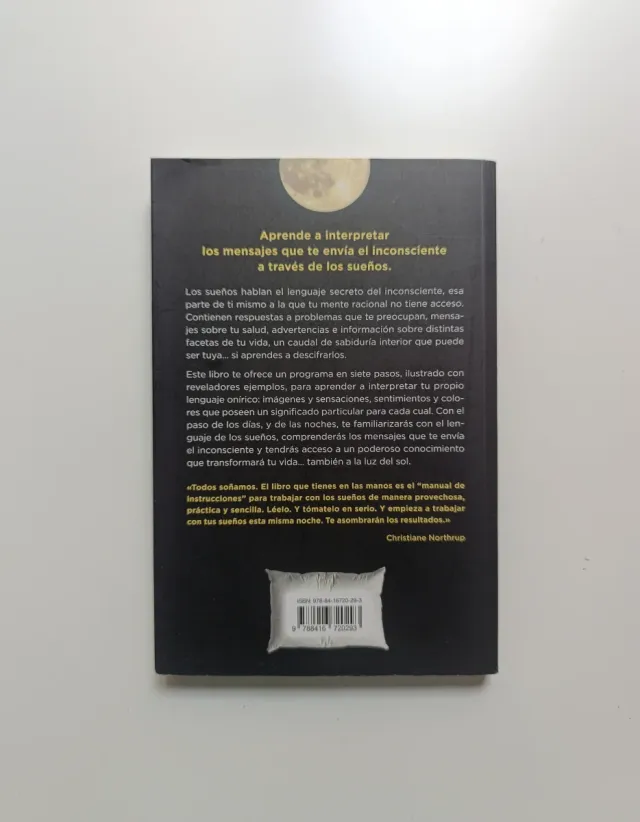 Aprende a interpretar
los mensajes que te envía el inconsciente
a través de los sueños.
Los sueños hablan el lenguaje secreto del inconsciente, esa
parte de ti mismo a la que tu mente racional no tiene acceso.
Contienen respuestas a problemas que te preocupan, mensa-
jes sobre tu salud, advertencias e información sobre distintas
facetas de tu vida, un caudal de sabiduría interior que puede
ser tuya... si aprendes a descifrarlos.
Este libro te ofrece un programa en siete pasos, ilustrado con
reveladores ejemplos, para aprender a interpretar tu propio
lenguaje onírico: imágenes y sensaciones, sentimientos y colo-
res que poseen un significado particular para cada cual. Con el
paso de los días, y de las noches, te familiarizarás con el len-
guaje de los sueños, comprenderás los mensajes que te envía
el inconsciente y tendrás acceso a un poderoso conocimiento
que transformará tu vida... también a la luz del sol.
«Todos soñamos. El libro que tienes en las manos es el “manual de
instrucciones” para trabajar con los sueños de manera provechosa,
práctica y sencilla. Léelo. Y tómatelo en serio. Y empieza a trabajar
con tus sueños esta misma noche. Te asombrarán los resultados.»
Christiane Northrup
ISBN: 978-84-16720-29-3
9 788416 720293